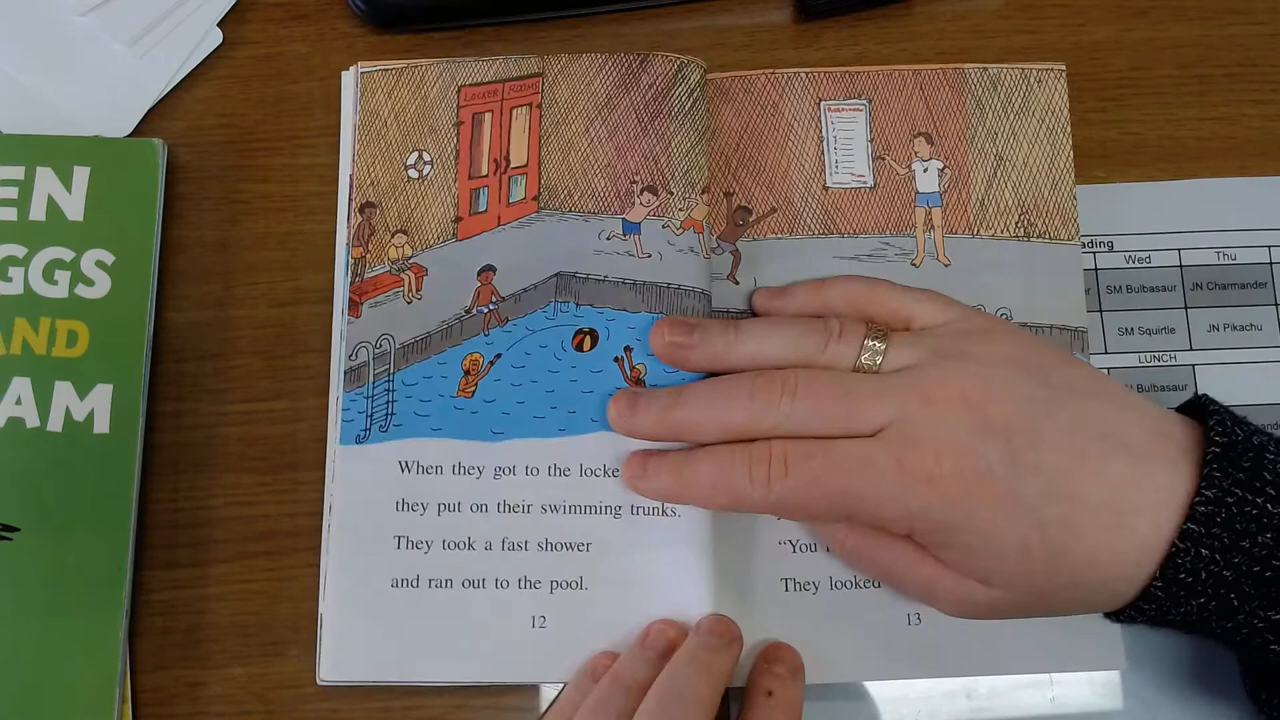 EN
GGS
AND
AM
LOCKER ROOMS
When they got to the
they put on their swimming trunks.
They took a fast shower
and ran out to the pool.
12
"You
They looked
13
Wed
Thu
SM Bulbasaur
JN Charmander
SM Squirtle
JN Pikachu
LUNCH
Bulbasaur